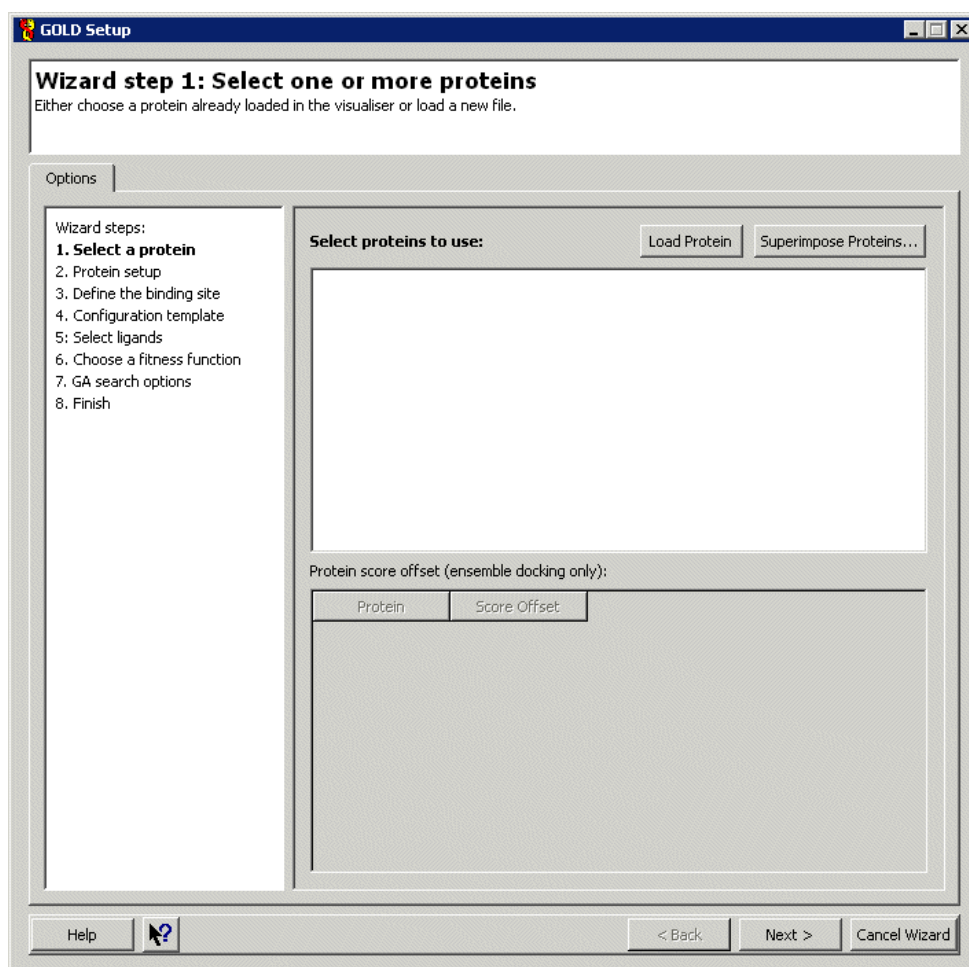 GOLD Setup
Wizard step 1: Select one or more proteins
Either choose a protein already loaded in the visualiser or load a new file.
Options
Wizard steps:
1. Select a protein
2. Protein setup
3. Define the binding site
4. Configuration template
5: Select ligands
6. Choose a fitness function
7. GA search options
8. Finish
Select proteins to use:
Load Protein
Superimpose Proteins...
Protein score offset (ensemble docking only):
Protein
Score Offset
Help
?
< Back
Next >
Cancel Wizard